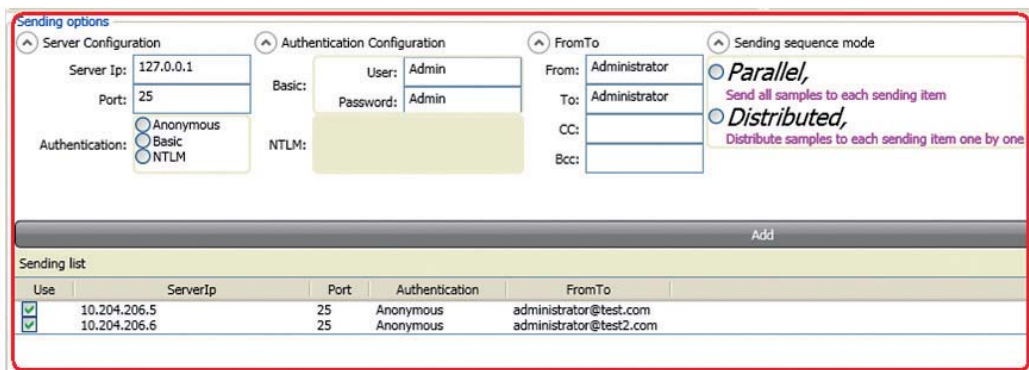 Sending options
Server Configuration
Server Ip: 127.0.0.1
Port: 25
Authentication:
Anonymous
Basic
NTLM
Authentication Configuration
Basic:
User: Admin
Password: Admin
NTLM:
FromTo
From: Administrator
To: Administrator
CC:
Bcc:
Sending sequence mode
Parallel,
Send all samples to each sending item
Distributed,
Distribute samples to each sending item one by one
Add
Sending list
Use ServerIp Port Authentication FromTo
10.204.206.5 25 Anonymous administrator@test.com
10.204.206.6 25 Anonymous administrator@test2.com